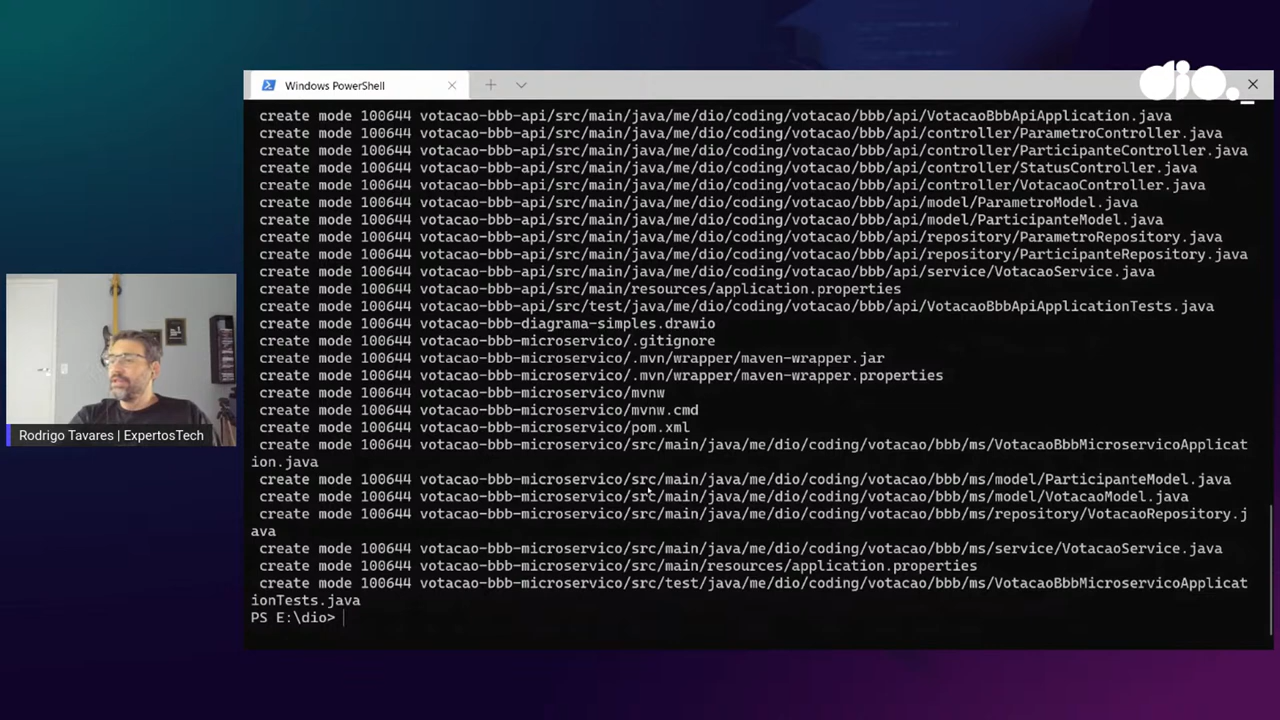 Windows PowerShell
dio.
create mode 100644 votacao-bbb-api/src/main/java/me/dio/coding/votacao/bbb/api/VotacaoBbbApiApplication.java
create mode 100644 votacao-bbb-api/src/main/java/me/dio/coding/votacao/bbb/api/controller/ParametroController.java
create mode 100644 votacao-bbb-api/src/main/java/me/dio/coding/votacao/bbb/api/controller/ParticipanteController.java
create mode 100644 votacao-bbb-api/src/main/java/me/dio/coding/votacao/bbb/api/controller/StatusController.java
create mode 100644 votacao-bbb-api/src/main/java/me/dio/coding/votacao/bbb/api/controller/VotacaoController.java
create mode 100644 votacao-bbb-api/src/main/java/me/dio/coding/votacao/bbb/api/model/ParametroModel.java
create mode 100644 votacao-bbb-api/src/main/java/me/dio/coding/votacao/bbb/api/model/ParticipanteModel.java
create mode 100644 votacao-bbb-api/src/main/java/me/dio/coding/votacao/bbb/api/repository/ParametroRepository.java
create mode 100644 votacao-bbb-api/src/main/java/me/dio/coding/votacao/bbb/api/repository/ParticipanteRepository.java
create mode 100644 votacao-bbb-api/src/main/java/me/dio/coding/votacao/bbb/api/service/VotacaoService.java
create mode 100644 votacao-bbb-api/src/main/resources/application.properties
create mode 100644 votacao-bbb-api/src/test/java/me/dio/coding/votacao/bbb/api/VotacaoBbbApiApplicationTests.java
create mode 100644 votacao-bbb-diagrama-simples.drawio
create mode 100644 votacao-bbb-microservico/.gitignore
create mode 100644 votacao-bbb-microservico/.mvn/wrapper/maven-wrapper.jar
create mode 100644 votacao-bbb-microservico/.mvn/wrapper/maven-wrapper.properties
create mode 100644 votacao-bbb-microservico/mvnw
create mode 100644 votacao-bbb-microservico/mvnw.cmd
create mode 100644 votacao-bbb-microservico/pom.xml
create mode 100644 votacao-bbb-microservico/src/main/java/me/dio/coding/votacao/bbb/ms/VotacaoBbbMicroservicoApplicat
ion.java
create mode 100644 votacao-bbb-microservico/src/main/java/me/dio/coding/votacao/bbb/ms/model/ParticipanteModel.java
create mode 100644 votacao-bbb-microservico/src/main/java/me/dio/coding/votacao/bbb/ms/model/VotacaoModel.java
create mode 100644 votacao-bbb-microservico/src/main/java/me/dio/coding/votacao/bbb/ms/repository/VotacaoRepository.j
ava
create mode 100644 votacao-bbb-microservico/src/main/java/me/dio/coding/votacao/bbb/ms/service/VotacaoService.java
create mode 100644 votacao-bbb-microservico/src/main/resources/application.properties
create mode 100644 votacao-bbb-microservico/src/test/java/me/dio/coding/votacao/bbb/ms/VotacaoBbbMicroservicoApplicat
ionTests.java
PS E:\dio>
Rodrigo Tavares | ExpertosTech